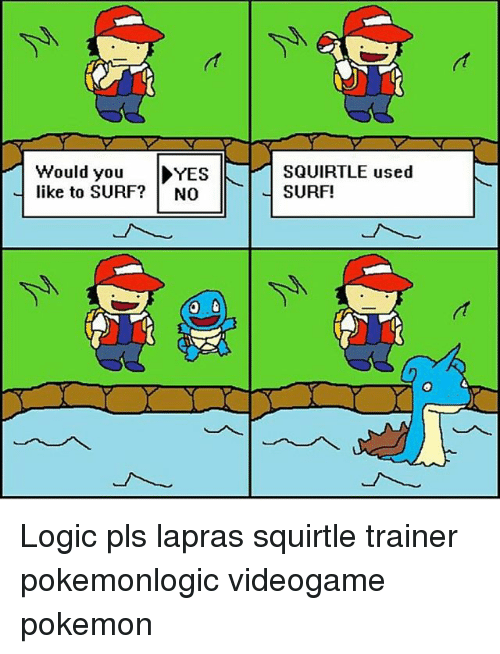 Would you
like to SURF?
▶YES
NO
SQUIRTLE used
SURF!
Logic pls lapras squirtle trainer
pokemonlogic videogame
pokemon